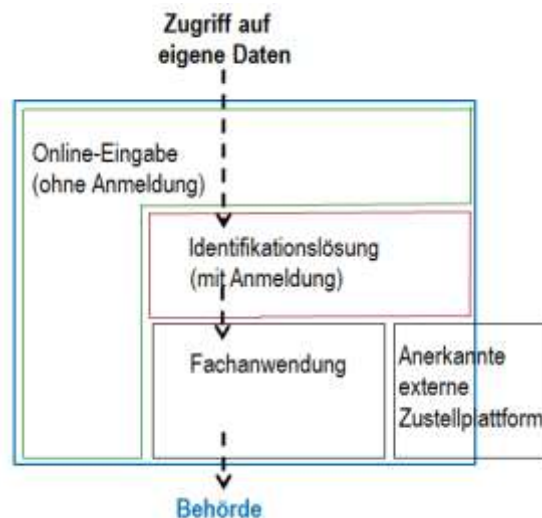 Zugriff auf
eigene Daten
Online-Eingabe
(ohne Anmeldung)
Identifikationslösung
(mit Anmeldung)
Fachanwendung
Anerkannte
externe
Zustellplattform
Behörde